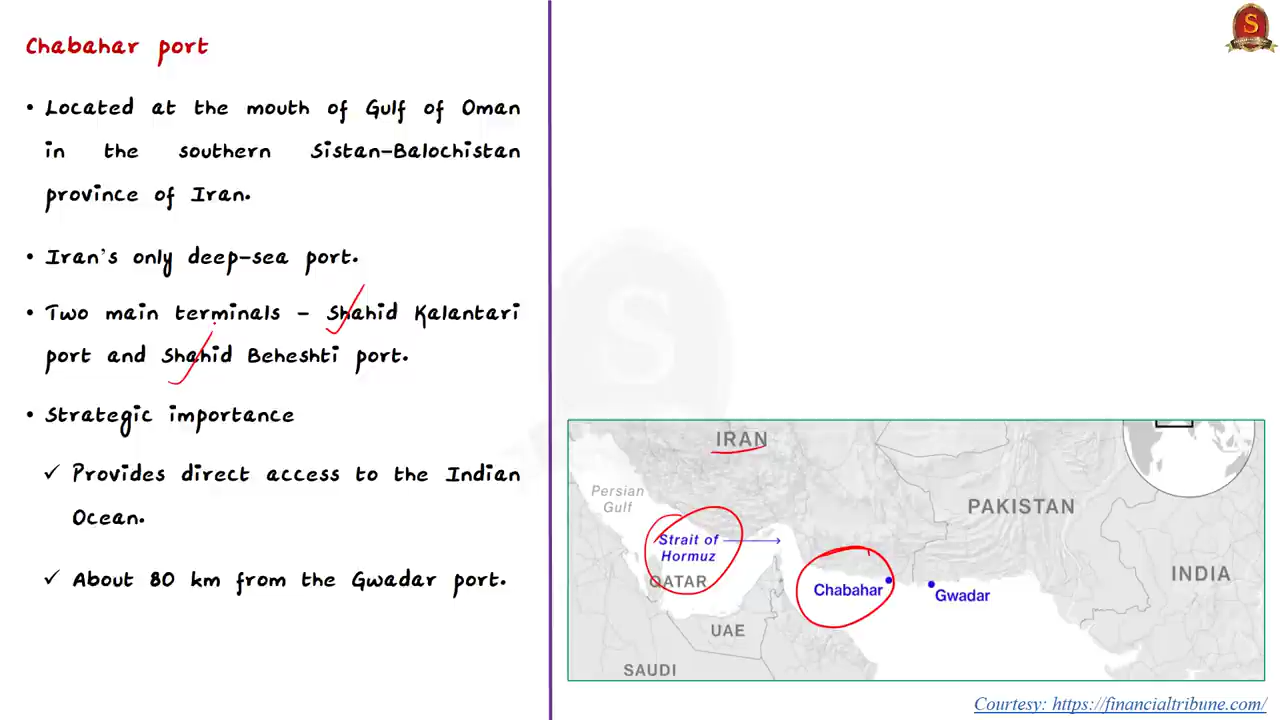 Chabahar port
• Located at the mouth of Gulf of Oman
in the southern Sistan-Balochistan
province of Iran.
• Iran's only deep-sea port.
• Two main terminals - Shahid Kalantari
port and Shahid Beheshti port.
• Strategic importance
✓ Provides direct access to the Indian
Ocean.
✓ About 80 km from the Gwadar port.
S
S
IRAN
Persian
Gulf
PAKISTAN
Strait of
Hormuz
QATAR
Chabahar
Gwadar
INDIA
UAE
SAUDI
Courtesy: https://financialtribune.com/